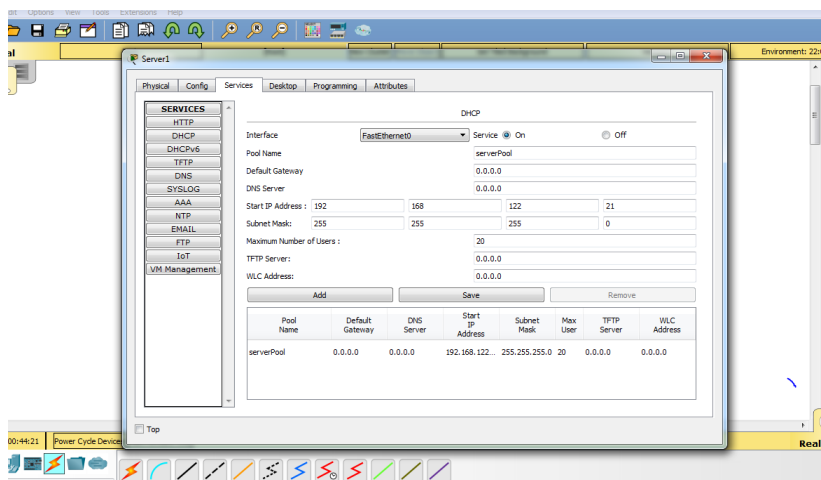 Edit Options View Tools Extensions Help
Environment: 22:
Server1
Physical Config Services Desktop Programming Attributes
SERVICES
HTTP
DHCP
DHCPv6
TFTP
DNS
SYSLOG
AAA
NTP
EMAIL
FTP
IoT
VM Management
DHCP
Interface FastEthernet0 Service On Off
Pool Name serverPool
Default Gateway 0.0.0.0
DNS Server 0.0.0.0
Start IP Address : 192 168 122 21
Subnet Mask: 255 255 255 0
Maximum Number of Users : 20
TFTP Server: 0.0.0.0
WLC Address: 0.0.0.0
Add Save Remove
Pool Name Default Gateway DNS Server Start IP Address Subnet Mask Max User TFTP Server WLC Address
serverPool 0.0.0.0 0.0.0.0 192.168.122... 255.255.255.0 20 0.0.0.0 0.0.0.0
Top
00:44:21 Power Cycle Device
Real